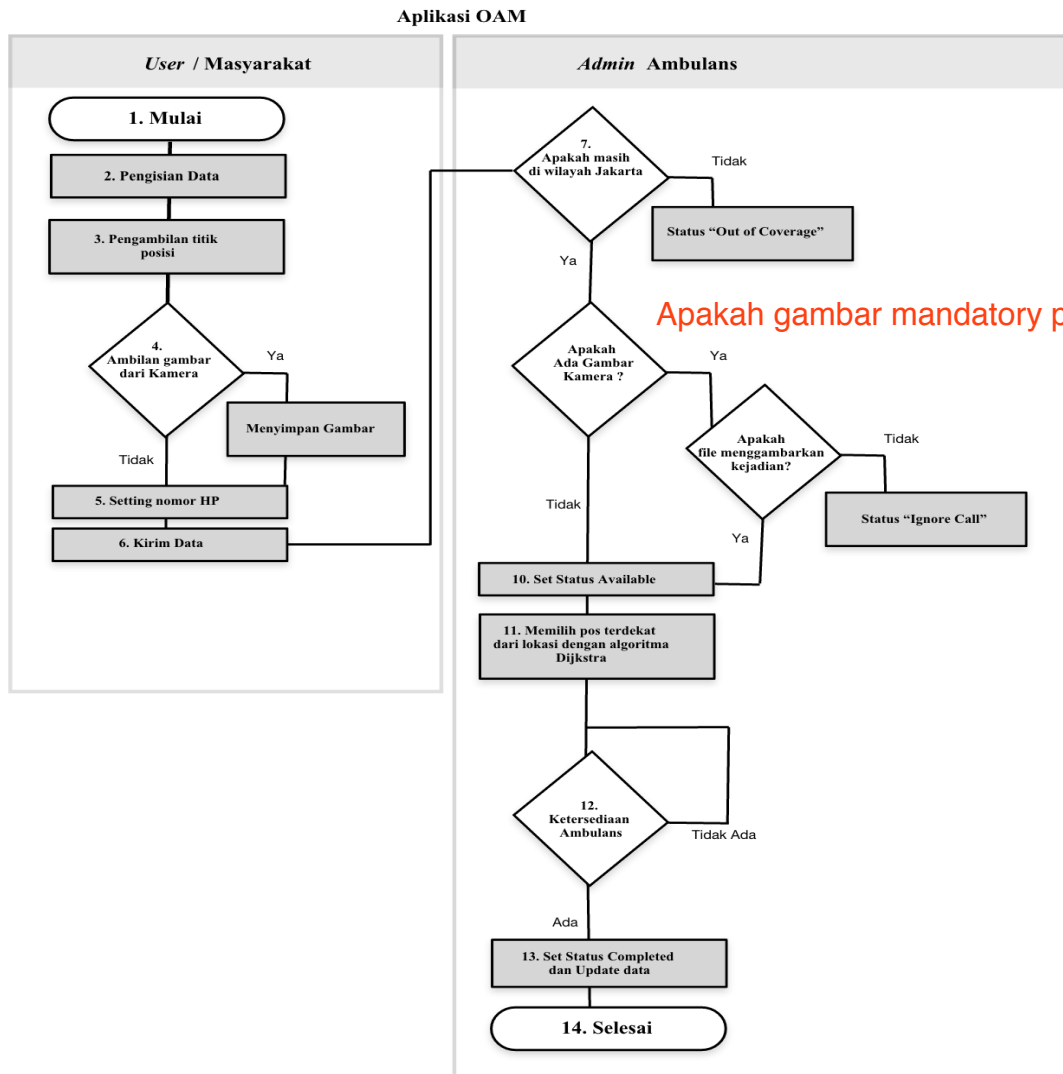 Aplikasi OAM
User / Masyarakat
Admin Ambulans
1. Mulai
2. Pengisian Data
3. Pengambilan titik
posisi
4.
Ambilan gambar
dari Kamera
Ya
Menyimpan Gambar
Tidak
5. Setting nomor HP
6. Kirim Data
7.
Apakah masih
di wilayah Jakarta
Tidak
Status “Out of Coverage”
Ya
Apakah gambar mandatory p
Apakah
Ada Gambar
Kamera ?
Ya
Apakah
file menggambarkan
kejadian?
Tidak
Status “Ignore Call”
Tidak
Ya
10. Set Status Available
11. Memilih pos terdekat
dari lokasi dengan algoritma
Dijkstra
12.
Ketersediaan
Ambulans
Tidak Ada
Ada
13. Set Status Completed
dan Update data
14. Selesai